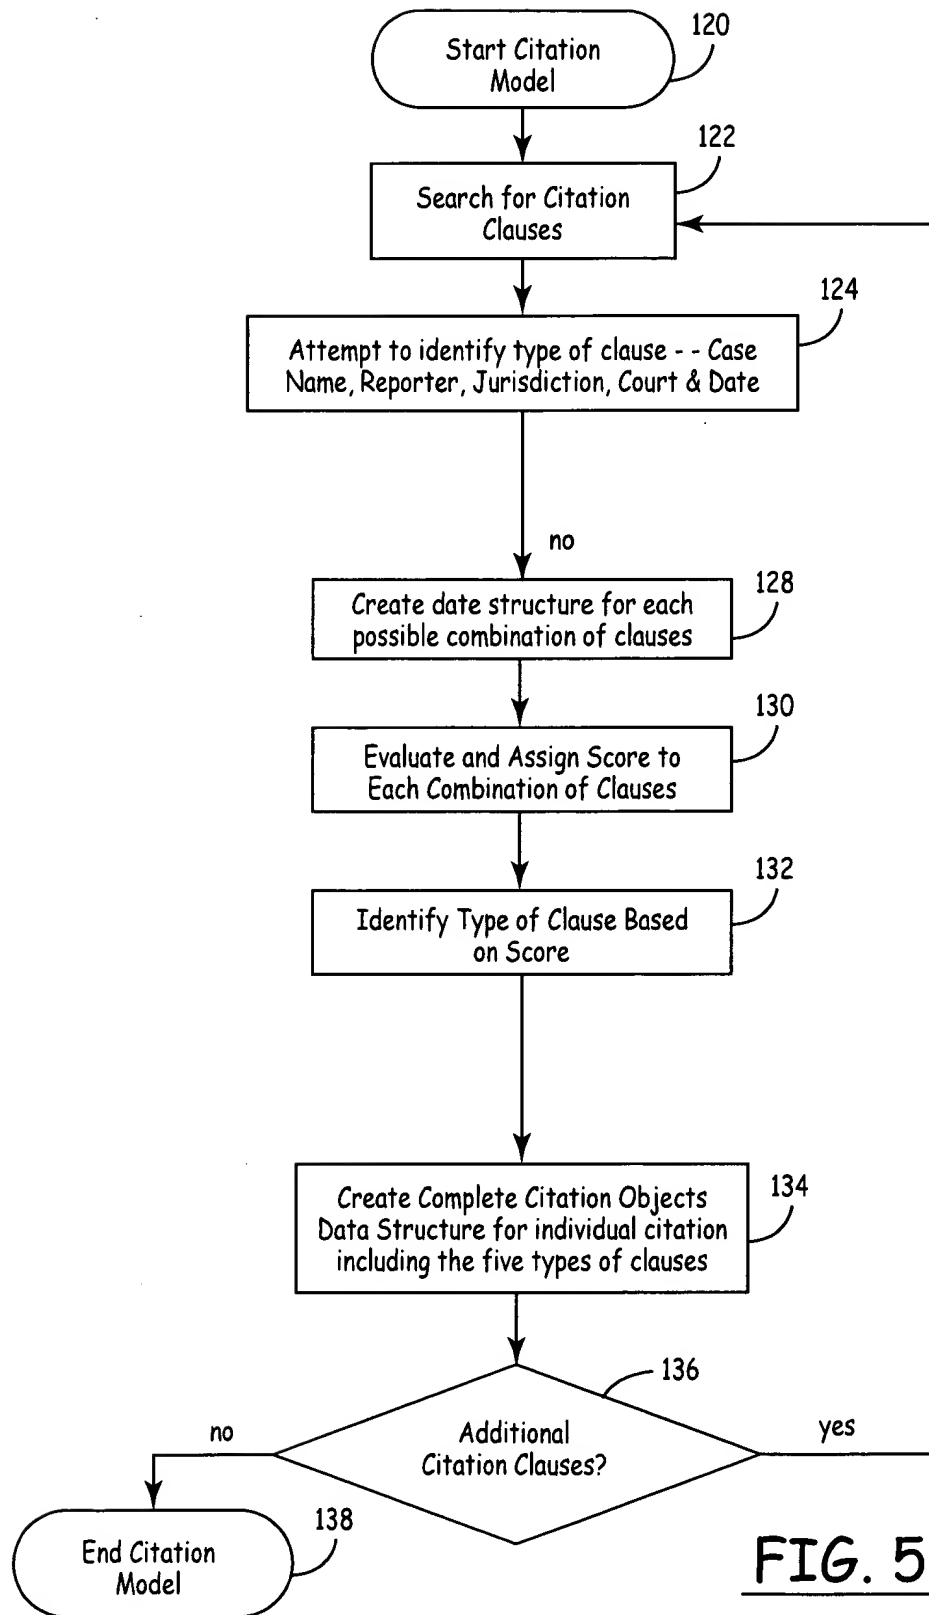 Start Citation
Model
120
122
Search for Citation
Clauses
124
Attempt to identify type of clause - - Case
Name, Reporter, Jurisdiction, Court & Date
no
128
Create date structure for each
possible combination of clauses
130
Evaluate and Assign Score to
Each Combination of Clauses
132
Identify Type of Clause Based
on Score
134
Create Complete Citation Objects
Data Structure for individual citation
including the five types of clauses
136
Additional
Citation Clauses?
no
yes
138
End Citation
Model
FIG. 5